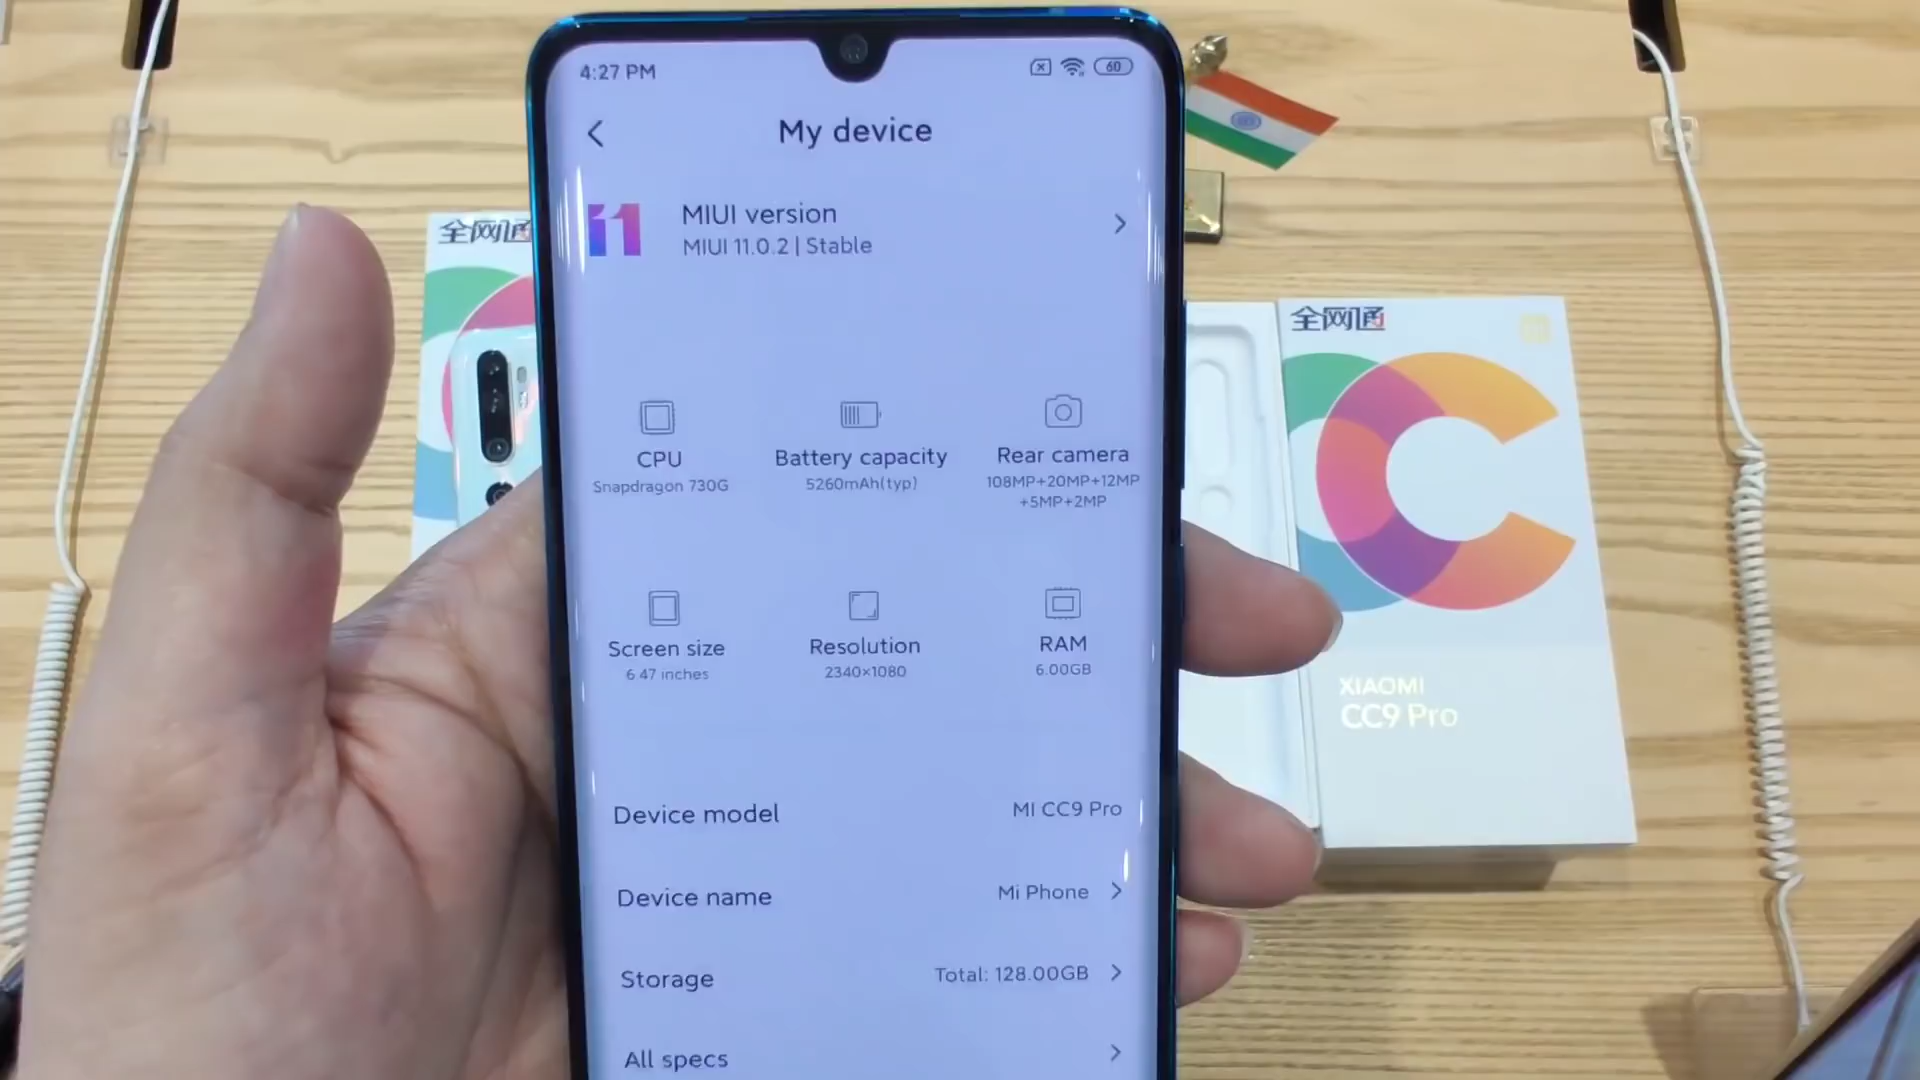 4:27 PM
60
My device
11
MIUI version
MIUI 11.0.2 | Stable
CPU
Snapdragon 730G
Battery capacity
5260mAh(typ)
Rear camera
108MP+20MP+12MP
+5MP+2MP
Screen size
6.47 inches
Resolution
2340×1080
RAM
6.00GB
Device model
MI CC9 Pro
Device name
Mi Phone
Storage
Total: 128.00GB
All specs
全网通
全网通
XIAOMI
CC9 Pro